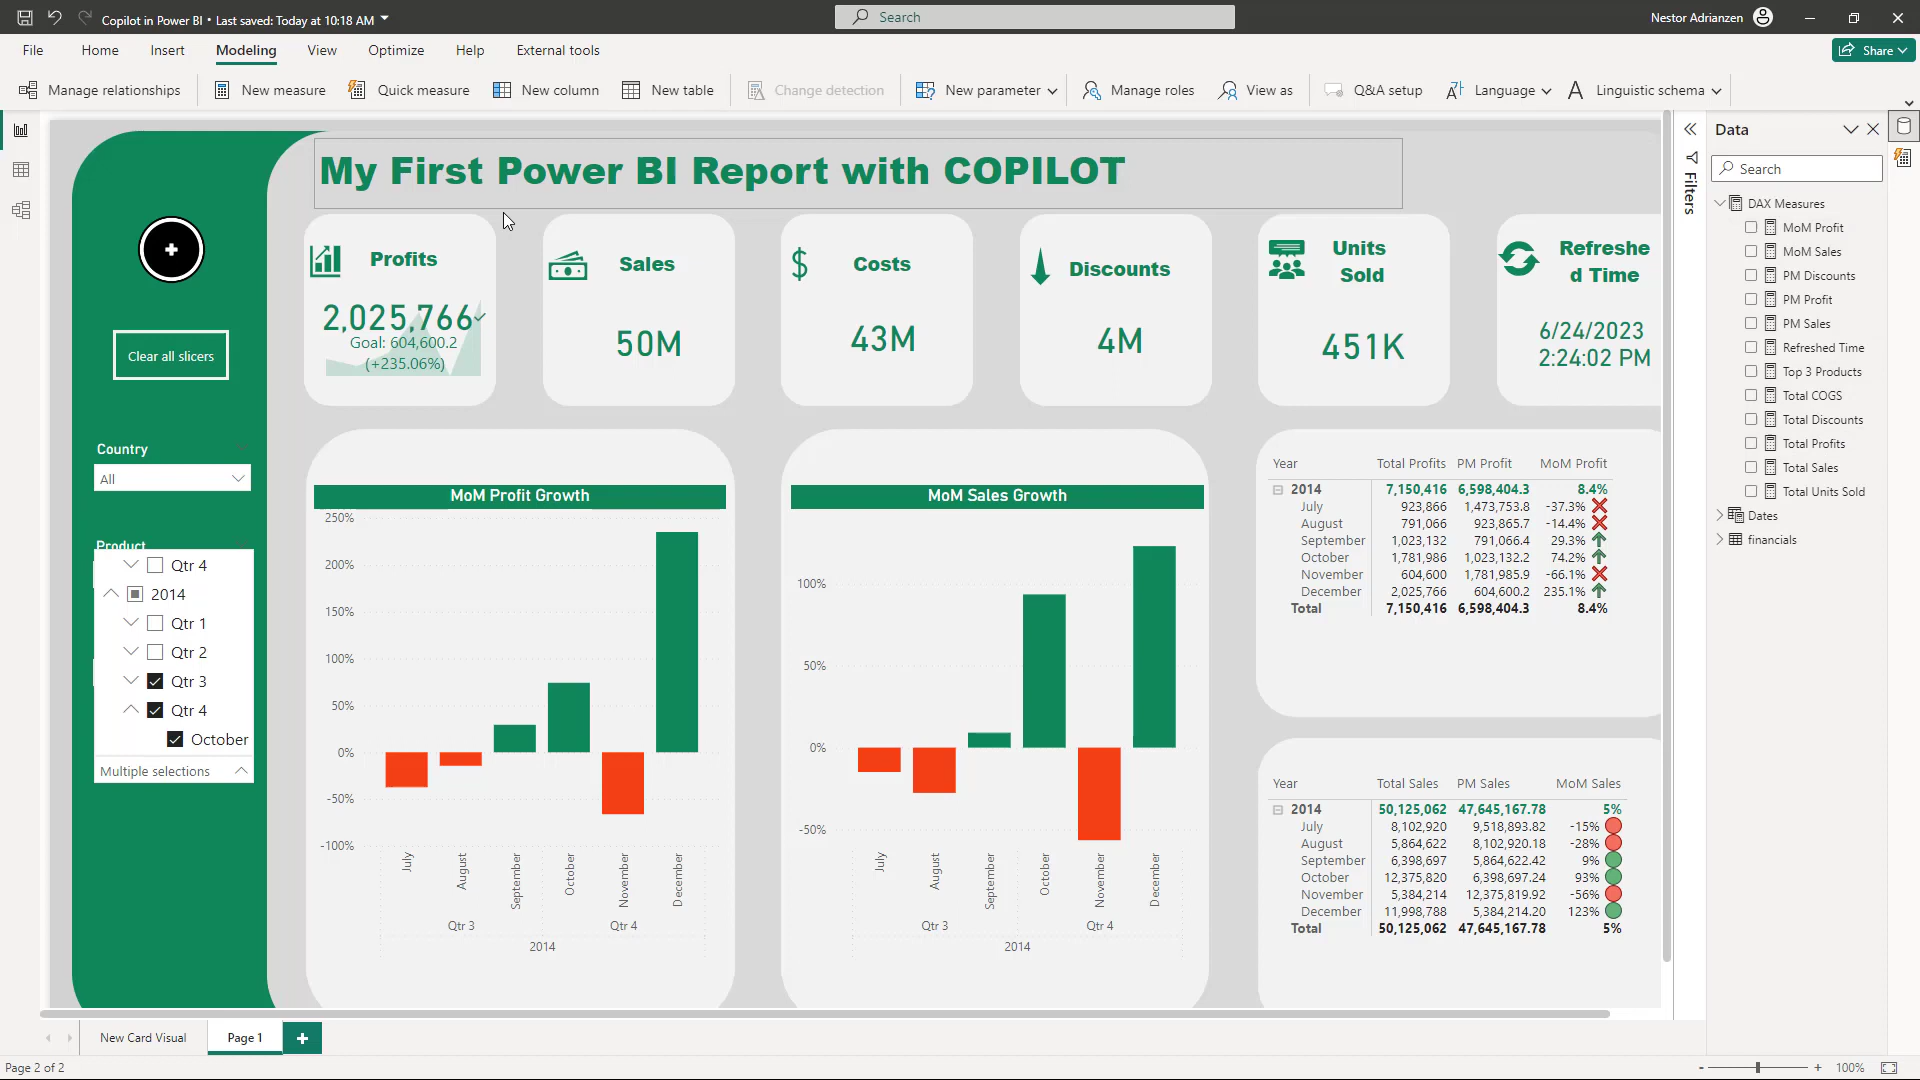 Copilot in Power BI • Last saved: Today at 10:18 AM
Search
Nestor Adrianzen
File Home Insert Modeling View Optimize Help External tools
Share
Manage relationships New measure Quick measure New column New table Change detection New parameter Manage roles View as Q&A setup Language Linguistic schema
My First Power BI Report with COPILOT
Clear all slicers
Country
All
Product
Qtr 4
2014
Qtr 1
Qtr 2
Qtr 3
Qtr 4
October
Multiple selections
Profits
2,025,766
Goal: 604,600.2
(+235.06%)
Sales
50M
$
Costs
43M
Discounts
4M
Units
Sold
451K
Refreshe
d Time
6/24/2023
2:24:02 PM
MoM Profit Growth
250%
200%
150%
100%
50%
0%
-50%
-100%
July August September October November December
Qtr 3 Qtr 4
2014
MoM Sales Growth
100%
50%
0%
-50%
July August September October November December
Qtr 3 Qtr 4
2014
Year Total Profits PM Profit MoM Profit
2014 7,150,416 6,598,404.3 8.4%
July 923,866 1,473,753.8 -37.3%
August 791,066 923,865.7 -14.4%
September 1,023,132 791,066.4 29.3%
October 1,781,986 1,023,132.2 74.2%
November 604,600 1,781,985.9 -66.1%
December 2,025,766 604,600.2 235.1%
Total 7,150,416 6,598,404.3 8.4%
Year Total Sales PM Sales MoM Sales
2014 50,125,062 47,645,167.78 5%
July 8,102,920 9,518,893.82 -15%
August 5,864,622 8,102,920.18 -28%
September 6,398,697 5,864,622.42 9%
October 12,375,820 6,398,697.24 93%
November 5,384,214 12,375,819.92 -56%
December 11,998,788 5,384,214.20 123%
Total 50,125,062 47,645,167.78 5%
Filters
Data
Search
DAX Measures
MoM Profit
MoM Sales
PM Discounts
PM Profit
PM Sales
Refreshed Time
Top 3 Products
Total COGS
Total Discounts
Total Profits
Total Sales
Total Units Sold
Dates
financials
New Card Visual Page 1
Page 2 of 2
100%